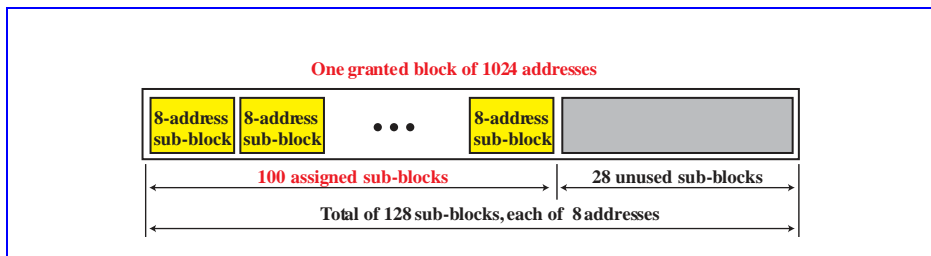 One granted block of 1024 addresses
8-address 8-address 8-address
sub-block sub-block • • • sub-block
100 assigned sub-blocks 28 unused sub-blocks
Total of 128 sub-blocks, each of 8 addresses